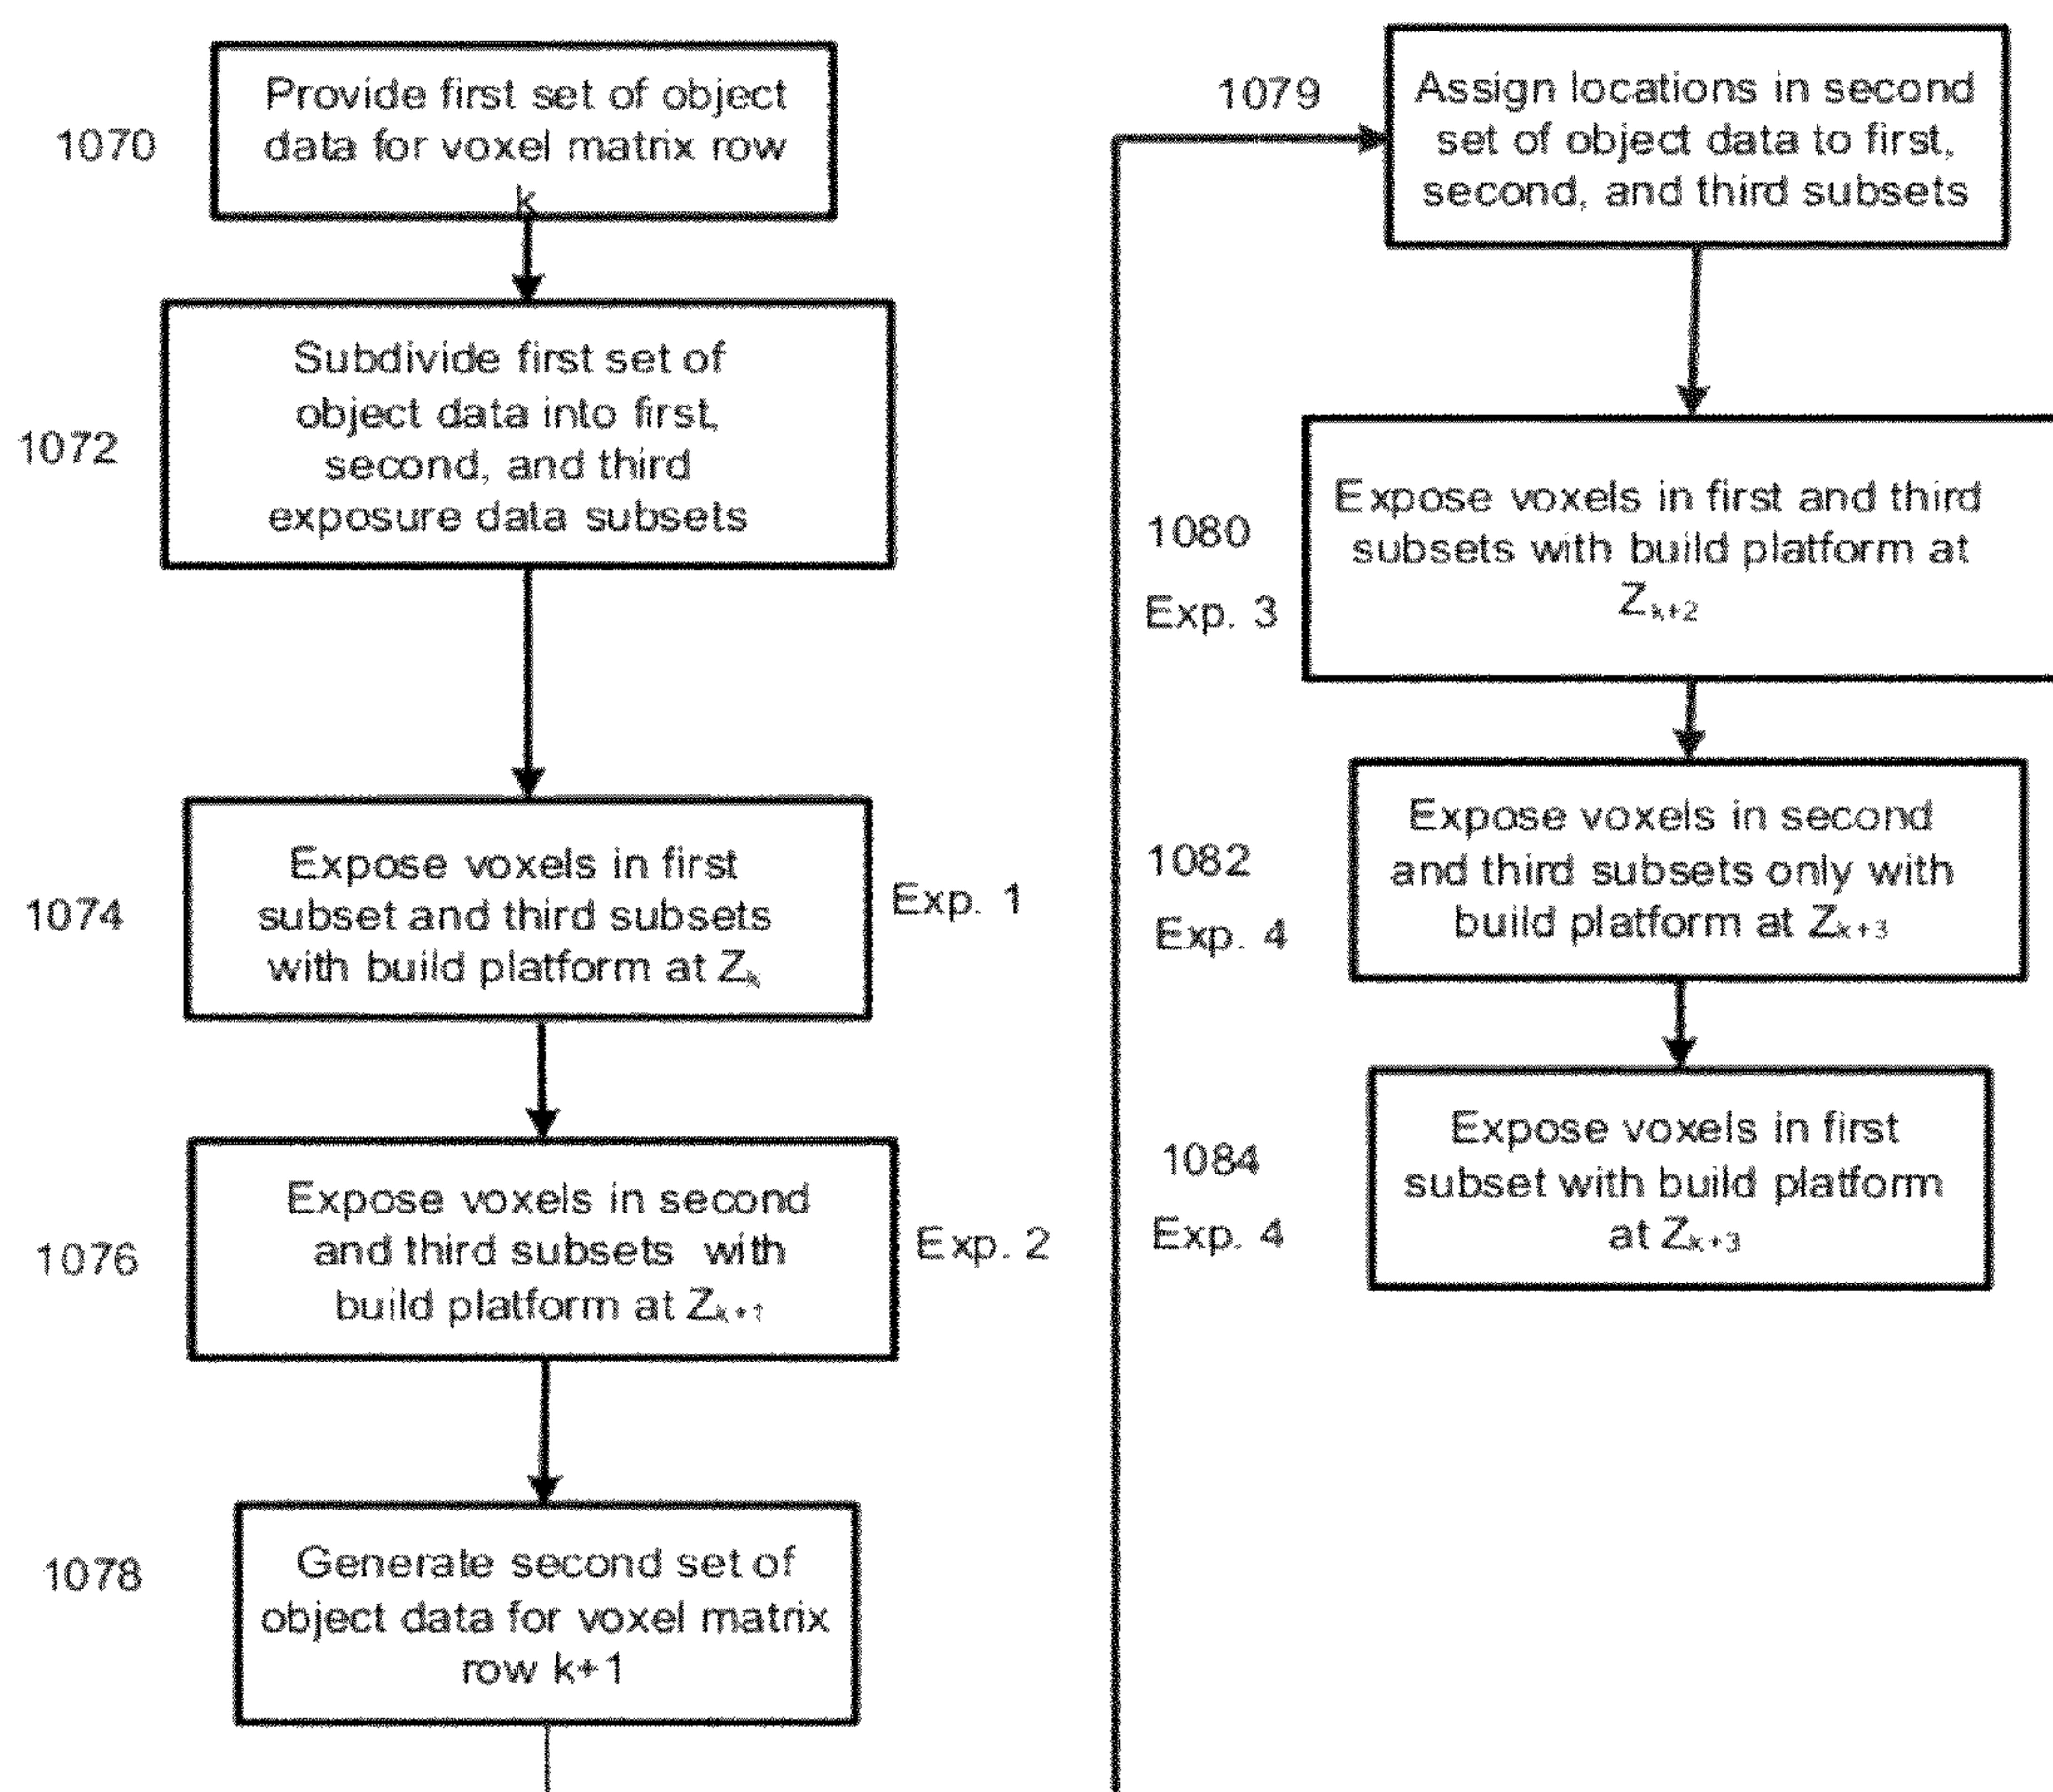 1070
Provide first set of object
data for voxel matrix row
k
1072
Subdivide first set of
object data into first,
second, and third
exposure data subsets
1074
Expose voxels in first
subset and third subsets
with build platform at Zk
Exp. 1
1076
Expose voxels in second
and third subsets with
build platform at Zk+1
Exp. 2
1078
Generate second set of
object data for voxel matrix
row k+1
1079
Assign locations in second
set of object data to first,
second, and third subsets
1080
Exp. 3
Expose voxels in first and third
subsets with build platform at
Zk+2
1082
Exp. 4
Expose voxels in second
and third subsets only with
build platform at Zk+3
1084
Exp. 4
Expose voxels in first
subset with build platform
at Zk+3